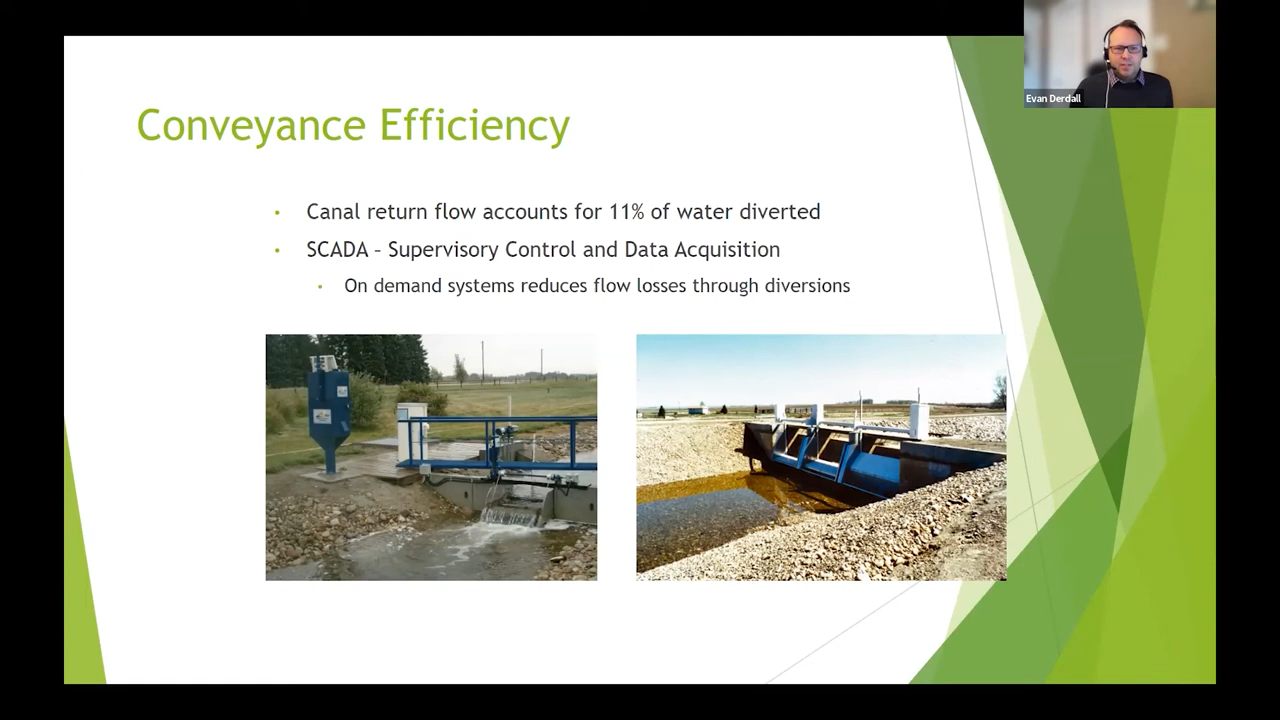 Evan Derdall
Conveyance Efficiency
• Canal return flow accounts for 11% of water diverted
• SCADA – Supervisory Control and Data Acquisition
• On demand systems reduces flow losses through diversions